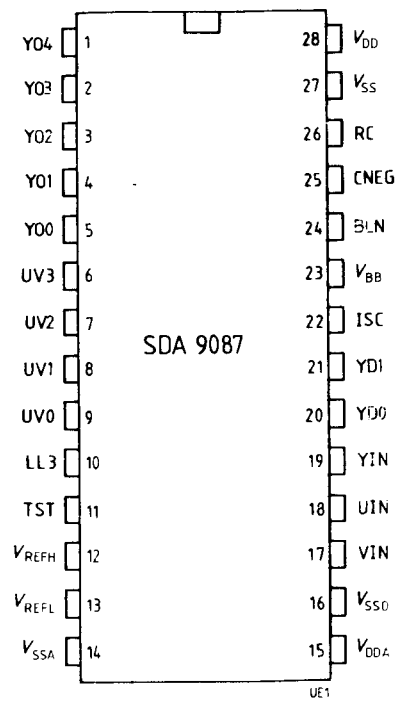 YO4 1 28 VDD
YO3 2 27 VSS
YO2 3 26 RC
YO1 4 25 CNEG
YO0 5 24 BLN
UV3 6 23 VBB
UV2 7 22 ISC
SDA 9087
UV1 8 21 YD1
UV0 9 20 YD0
LL3 10 19 YIN
TST 11 18 UIN
VREFH 12 17 VIN
VREFL 13 16 VSSO
VSSA 14 15 VDDA
UE1